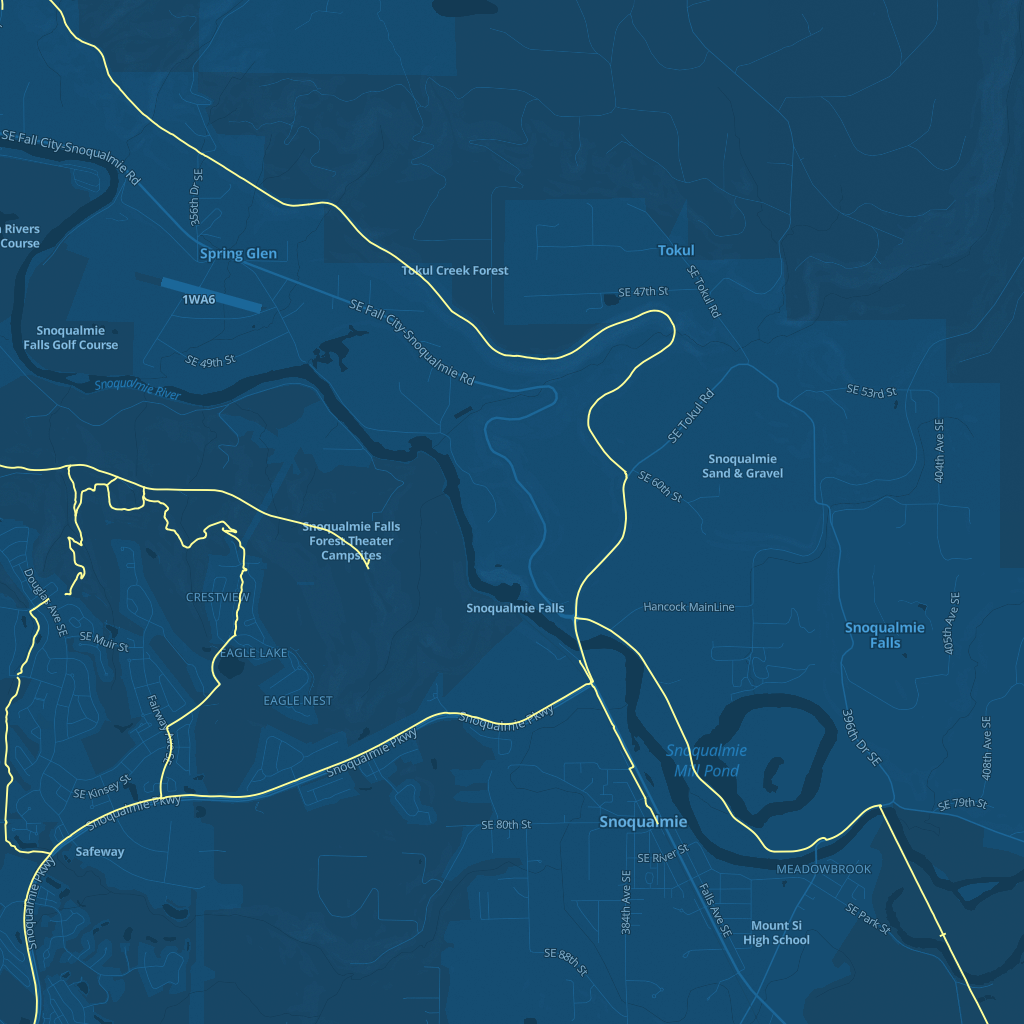 SE Fall City-Snoqualmie Rd
356th Dr SE
Rivers
Course
Spring Glen
Tokul
Tokul Creek Forest
SE Tokul Rd
SE 47th St
1WA6
SE Fall City-Snoqualmie Rd
Snoqualmie
Falls Golf Course
SE 49th St
Snoqualmie River
SE 53rd St
SE Tokul Rd
404th Ave SE
Snoqualmie
Sand & Gravel
SE 60th St
Snoqualmie Falls
Forest Theater
Campsites
Douglas Ave SE
CRESTVIEW
Snoqualmie Falls
Hancock MainLine
405th Ave SE
Snoqualmie
Falls
SE Muir St
EAGLE LAKE
EAGLE NEST
Fairway Ave SE
Snoqualmie Pkwy
Snoqualmie Pkwy
396th Dr SE
408th Ave SE
Snoqualmie
Mill Pond
SE Kinsey St
Snoqualmie Pkwy
SE 79th St
SE 80th St
Snoqualmie
Safeway
SE River St
MEADOWBROOK
Snoqualmie Pkwy
384th Ave SE
Falls Ave SE
SE Park St
Mount Si
High School
SE 88th St